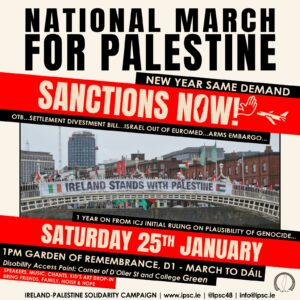 NATIONAL MARCH
FOR PALESTINE
NEW YEAR SAME DEMAND
SANCTIONS NOW!
OTB...SETTLEMENT DIVESTMENT BILL...ISRAEL OUT OF EUROMED...ARMS EMBARGO...
IRELAND STANDS WITH PALESTINE
1 YEAR ON FROM ICJ INITIAL RULING ON PLAUSIBILITY OF GENOCIDE...
SATURDAY 25TH JANUARY
1PM GARDEN OF REMEMBRANCE, D1 - MARCH TO DÁIL
Disability Access Point: Corner of D'Olier St and College Green
SPEAKERS, MUSIC, CHANTS, KID'S ART DROP-IN
BRING FRIENDS, FAMILY, NOISE & HOPE
IRELAND-PALESTINE SOLIDARITY CAMPAIGN | www.ipsc.ie | @ipsc48 | info@ipsc.ie